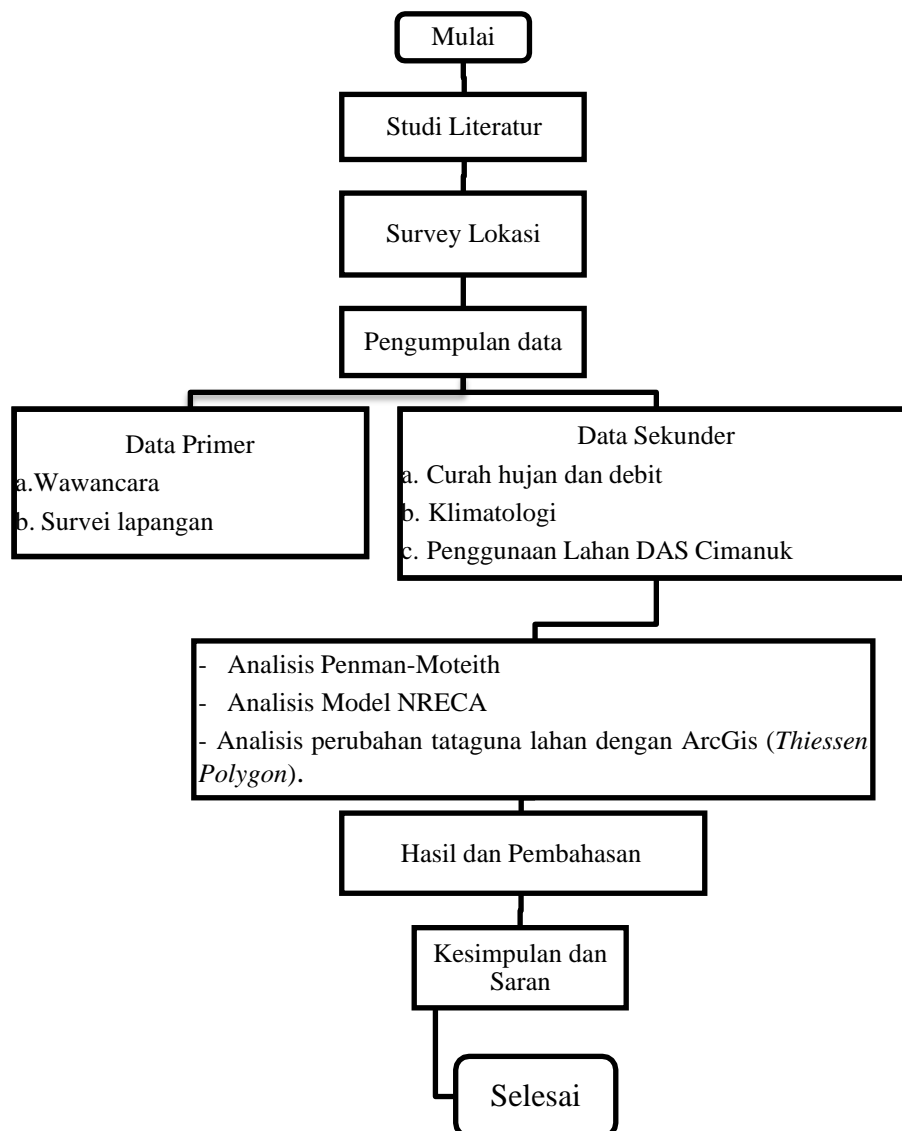 Mulai
Studi Literatur
Survey Lokasi
Pengumpulan data
Data Primer
a.Wawancara
b. Survei lapangan
Data Sekunder
a. Curah hujan dan debit
b. Klimatologi
c. Penggunaan Lahan DAS Cimanuk
- Analisis Penman-Moteith
- Analisis Model NRECA
- Analisis perubahan tataguna lahan dengan ArcGis (Thiessen
Polygon).
Hasil dan Pembahasan
Kesimpulan dan
Saran
Selesai